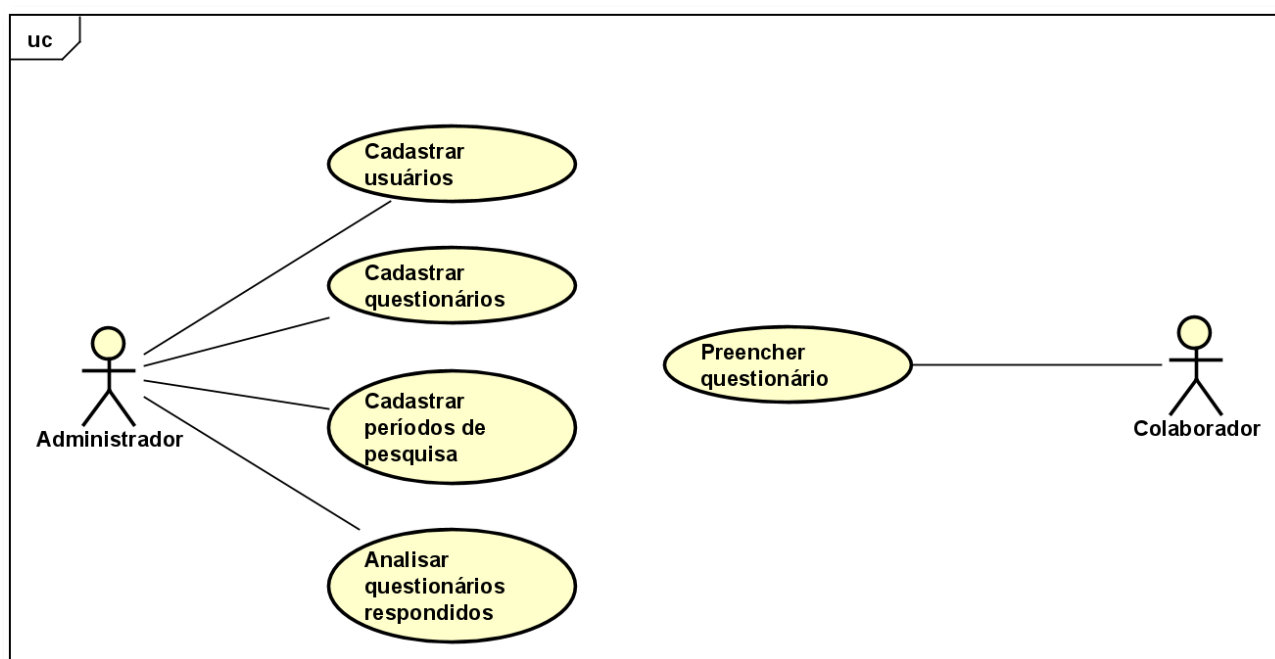 uc
Cadastrar
usuários
Cadastrar
questionários
Cadastrar
períodos de
pesquisa
Analisar
questionários
respondidos
Administrador
Preencher
questionário
Colaborador